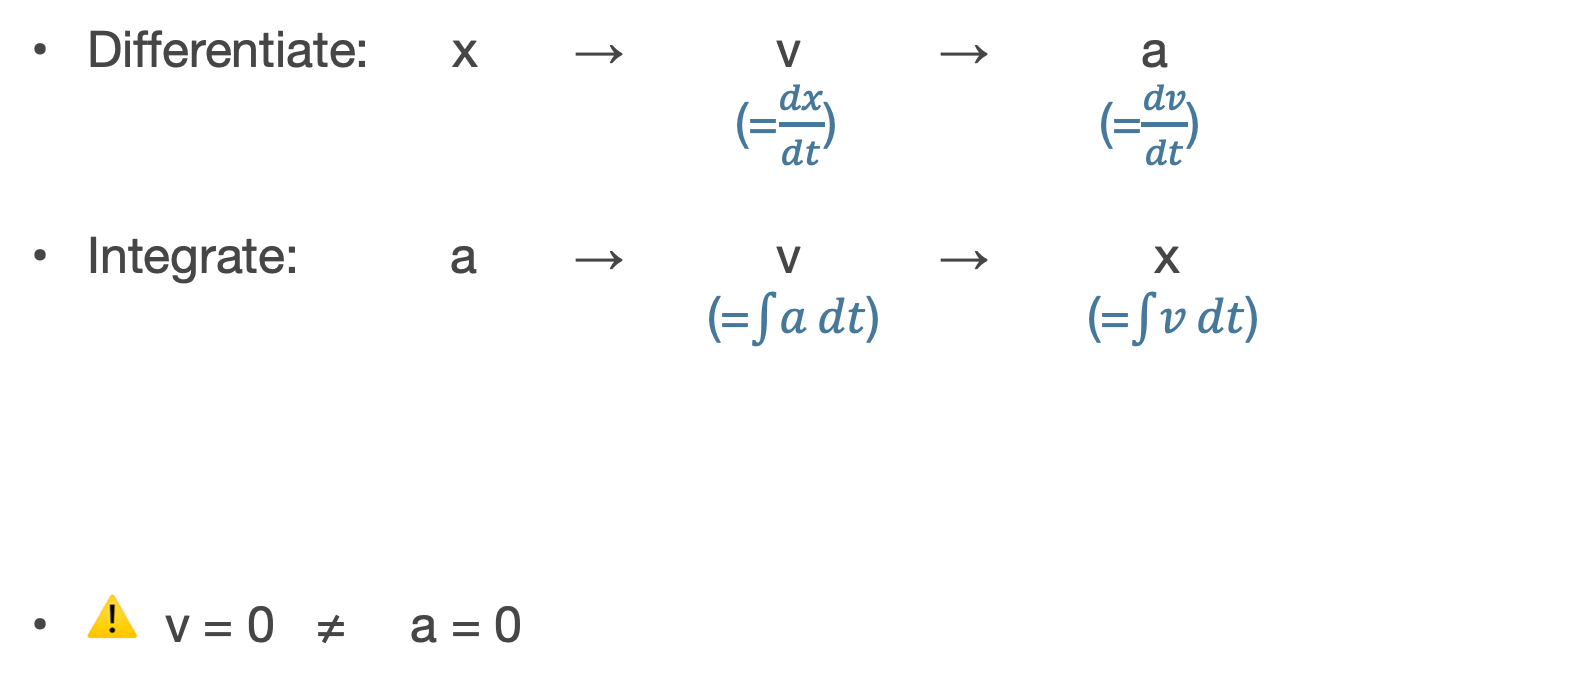 • Differentiate: x → v → a
(=dx/dt) (=dv/dt)
• Integrate: a → v → x
(=∫a dt) (=∫v dt)
• ⚠️ v = 0 ≠ a = 0